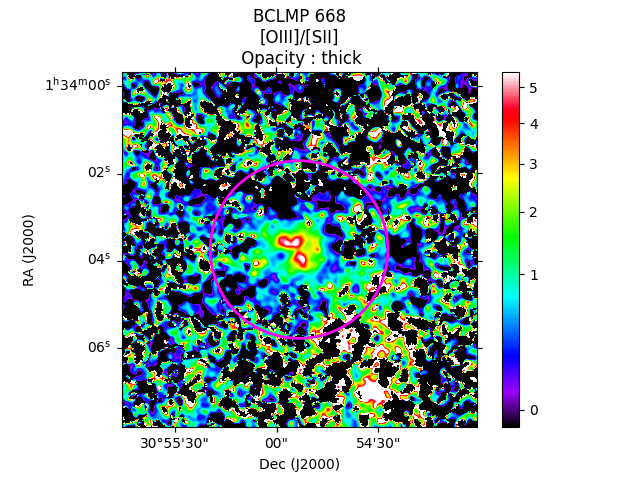 BCLMP 668
[OIII]/[SII]
Opacity : thick
1ʰ34ᵐ00ˢ
02ˢ
04ˢ
06ˢ
RA (J2000)
30°55'30"
00"
54'30"
Dec (J2000)
5
4
3
2
1
0